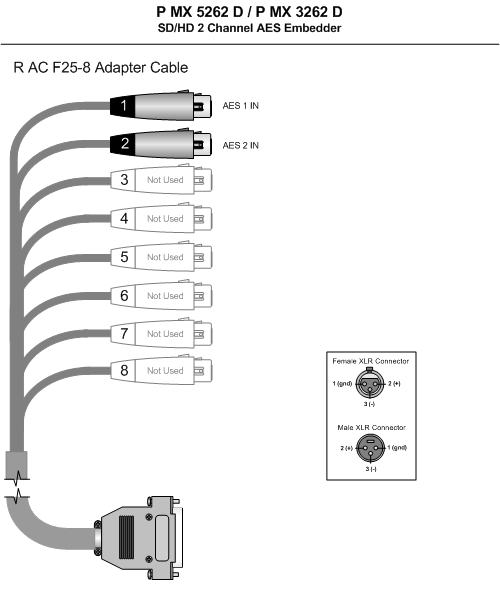 P MX 5262 D / P MX 3262 D
SD/HD 2 Channel AES Embedder
R AC F25-8 Adapter Cable
1 AES 1 IN
2 AES 2 IN
3 Not Used
4 Not Used
5 Not Used
6 Not Used
7 Not Used
8 Not Used
Female XLR Connector
1 (gnd) 2 (+)
3 (-)
Male XLR Connector
2 (+) 1 (gnd)
3 (-)